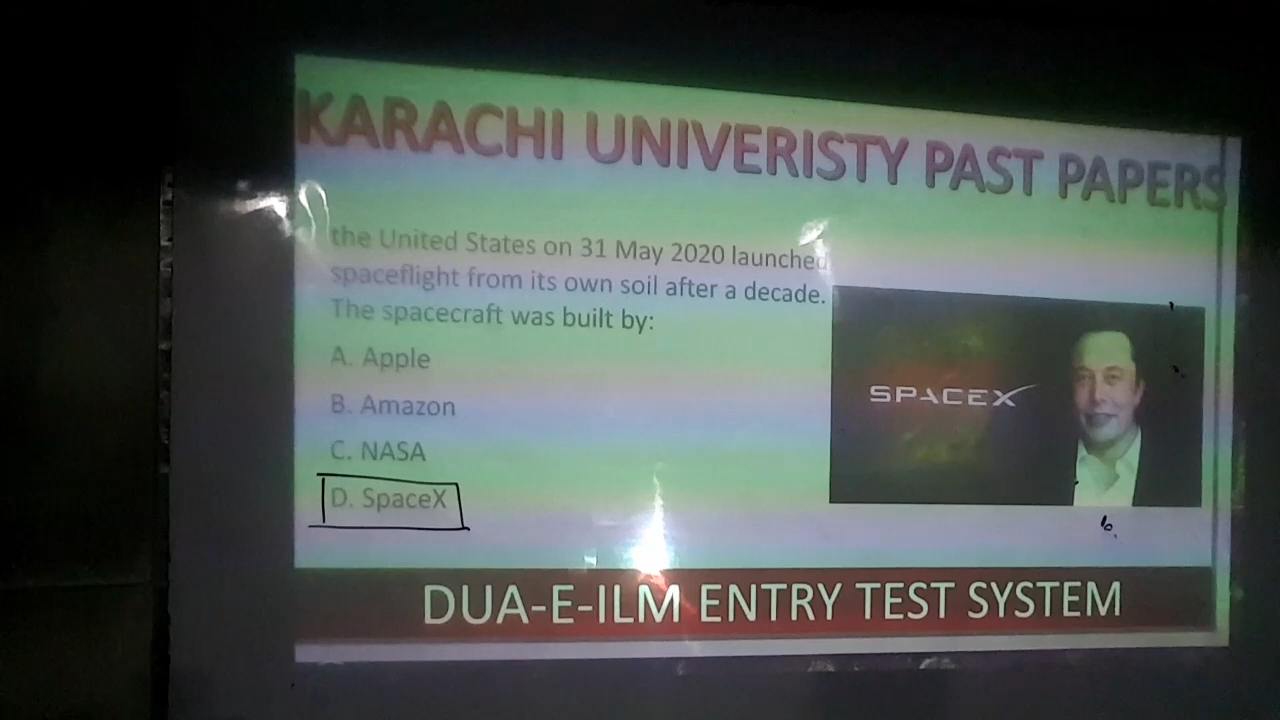 KARACHI UNIVERISTY PAST PAPERS
the United States on 31 May 2020 launched
spaceflight from its own soil after a decade.
The spacecraft was built by:
A. Apple
B. Amazon
C. NASA
D. SpaceX
SPACEX
DUA-E-ILM ENTRY TEST SYSTEM